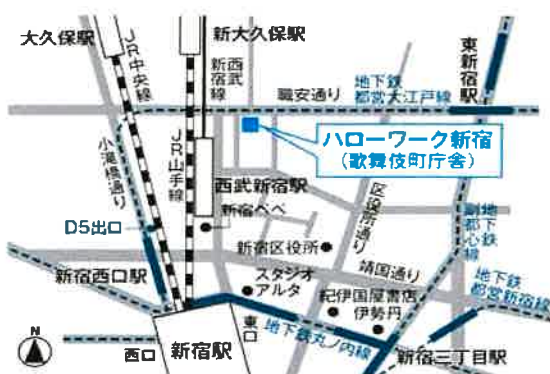 大久保駅
新大久保駅
JR中央線
新西宿武線
東新宿駅
職安通り
地下鉄
都営大江戸線
ハローワーク新宿
(歌舞伎町庁舎)
小滝橋通り
JR山手線
西武新宿駅
区役所通り
新宿ペペ
D5出口
副都心線
地下鉄
新宿区役所
靖国通り
新宿西口駅
スタジオ
アルタ
地下鉄
都営新宿線
紀伊国屋書店
伊勢丹
N
西口
新宿駅
東口
地下鉄丸ノ内線
新宿三丁目駅